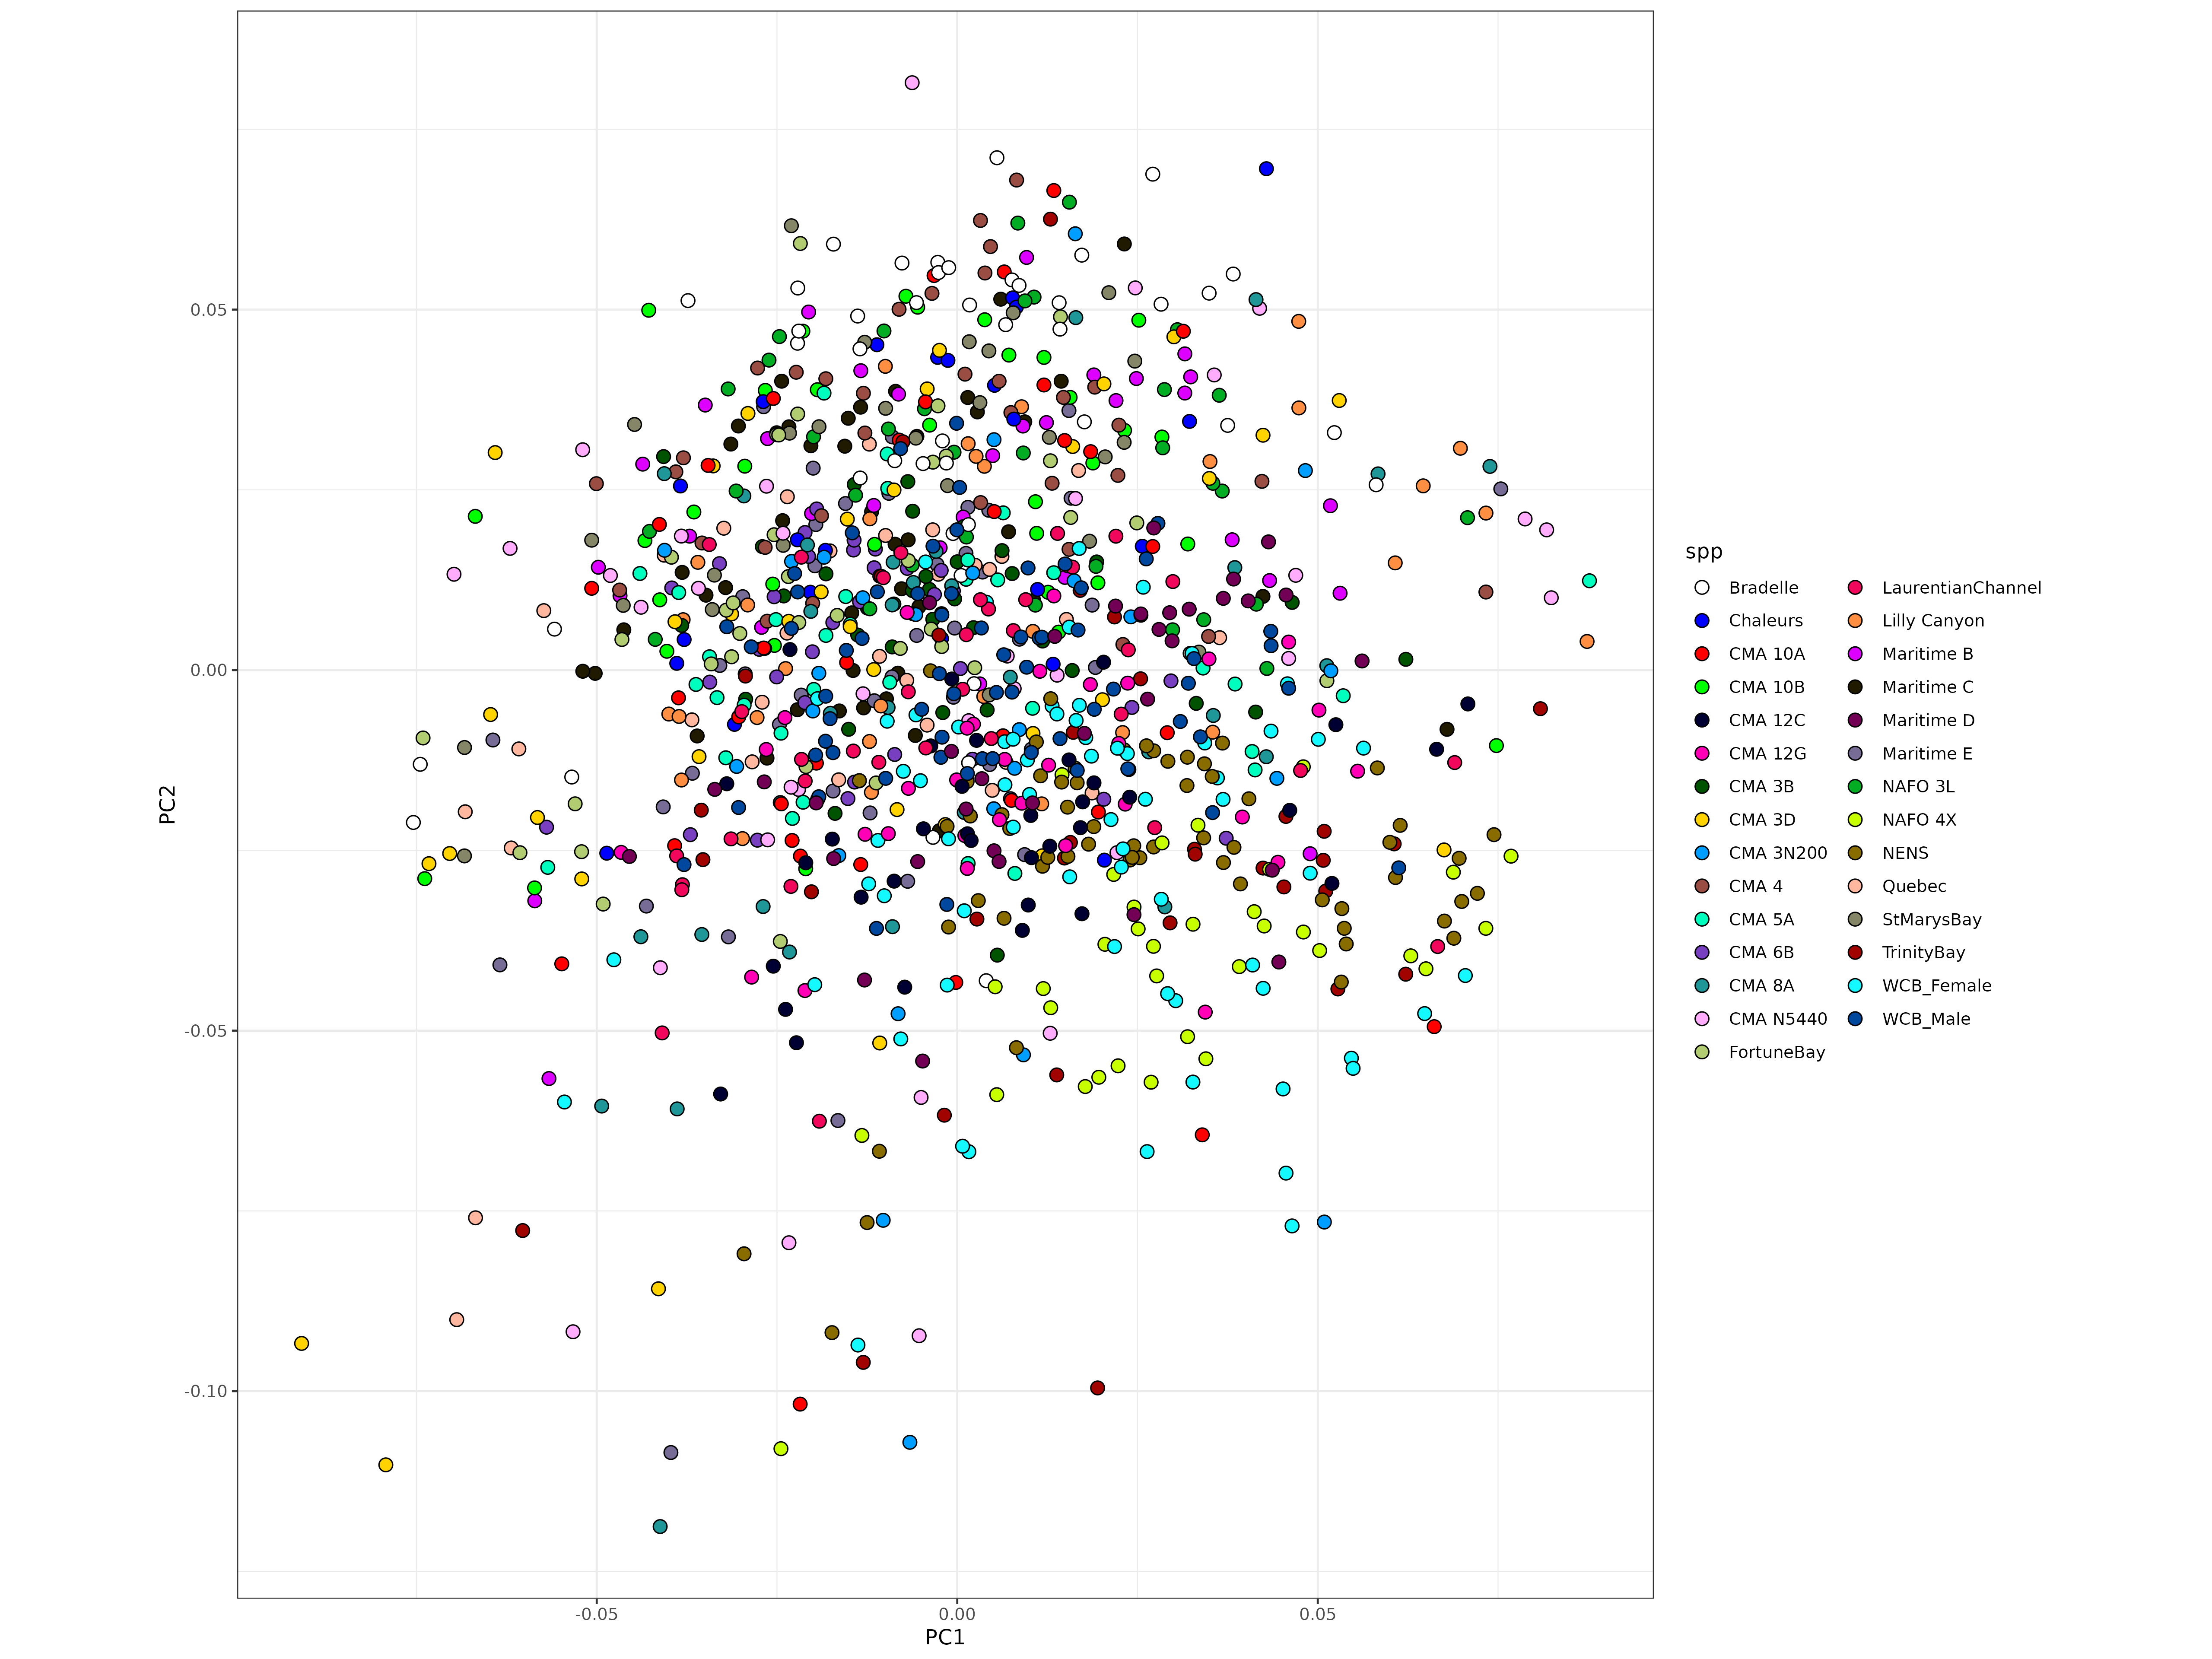 0.05
0.00
-0.05
-0.10
PC2
-0.05
0.00
0.05
PC1
spp
Bradelle
Chaleurs
CMA 10A
CMA 10B
CMA 12C
CMA 12G
CMA 3B
CMA 3D
CMA 3N200
CMA 4
CMA 5A
CMA 6B
CMA 8A
CMA N5440
FortuneBay
LaurentianChannel
Lilly Canyon
Maritime B
Maritime C
Maritime D
Maritime E
NAFO 3L
NAFO 4X
NENS
Quebec
StMarysBay
TrinityBay
WCB_Female
WCB_Male